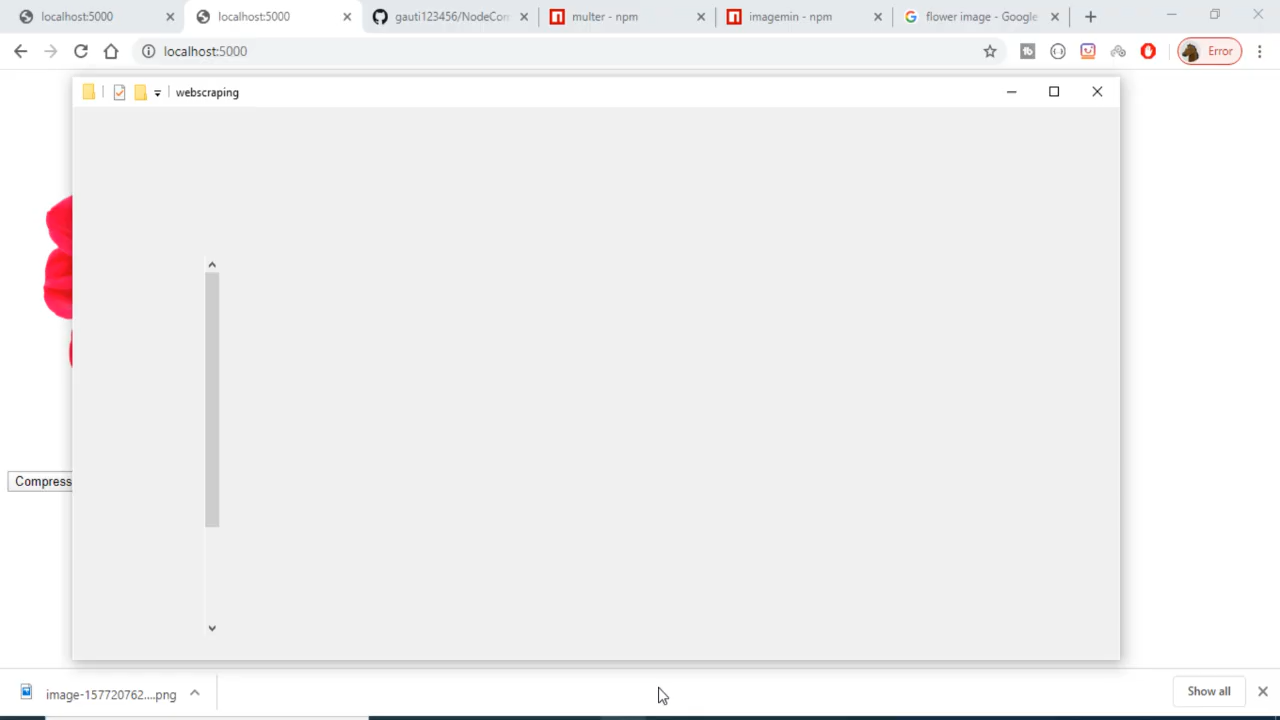 localhost:5000
localhost:5000
gauti123456/NodeCom
multer - npm
imagemin - npm
flower image - Google
localhost:5000
Error
webscraping
Compress
image-157720762....png
Show all